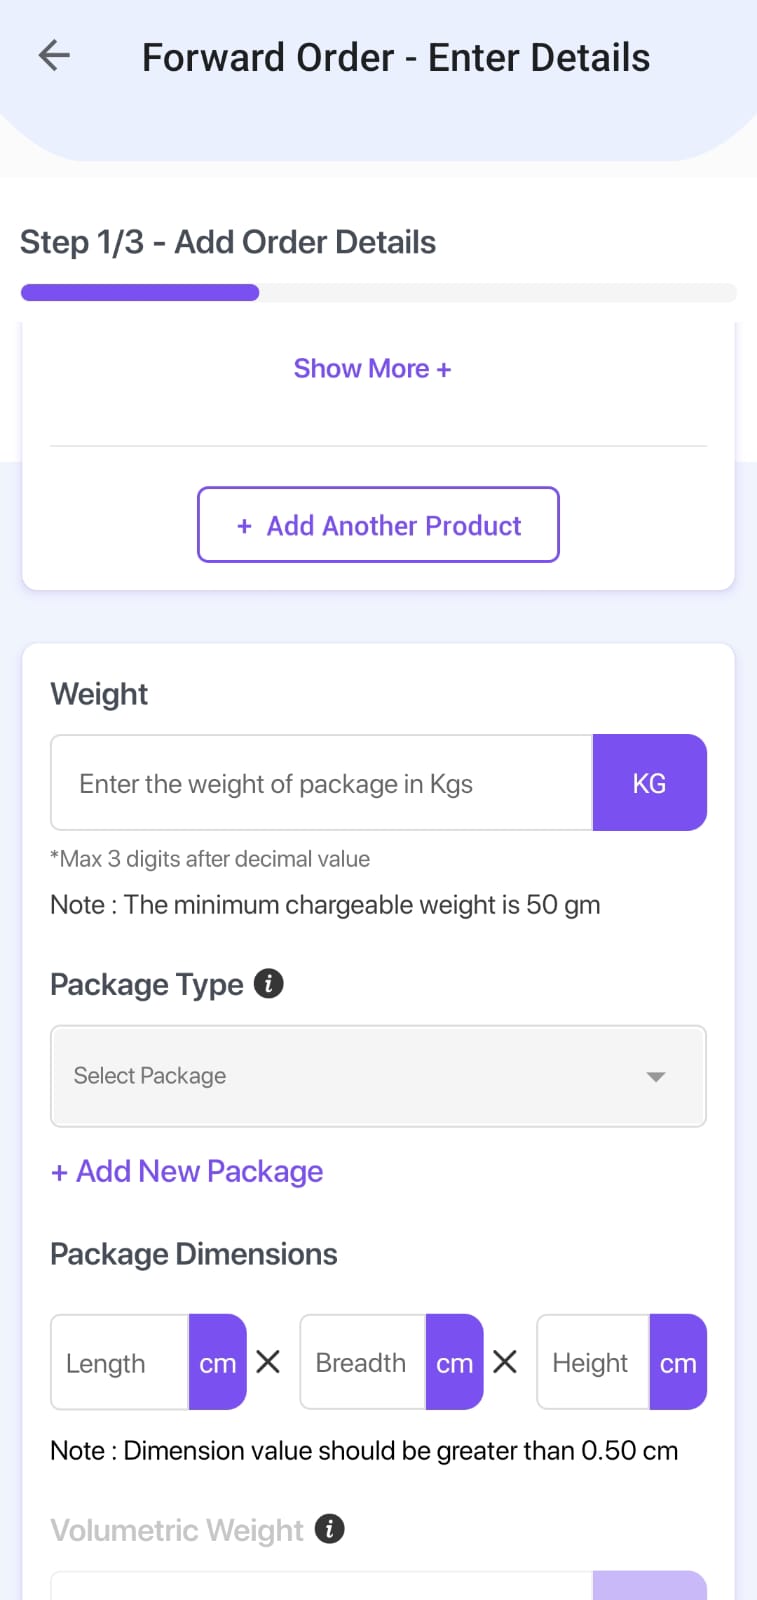 Forward Order - Enter Details
Step 1/3 - Add Order Details
Show More +
+ Add Another Product
Weight
Enter the weight of package in Kgs KG
*Max 3 digits after decimal value
Note : The minimum chargeable weight is 50 gm
Package Type i
Select Package
+ Add New Package
Package Dimensions
Length cm × Breadth cm × Height cm
Note : Dimension value should be greater than 0.50 cm
Volumetric Weight i